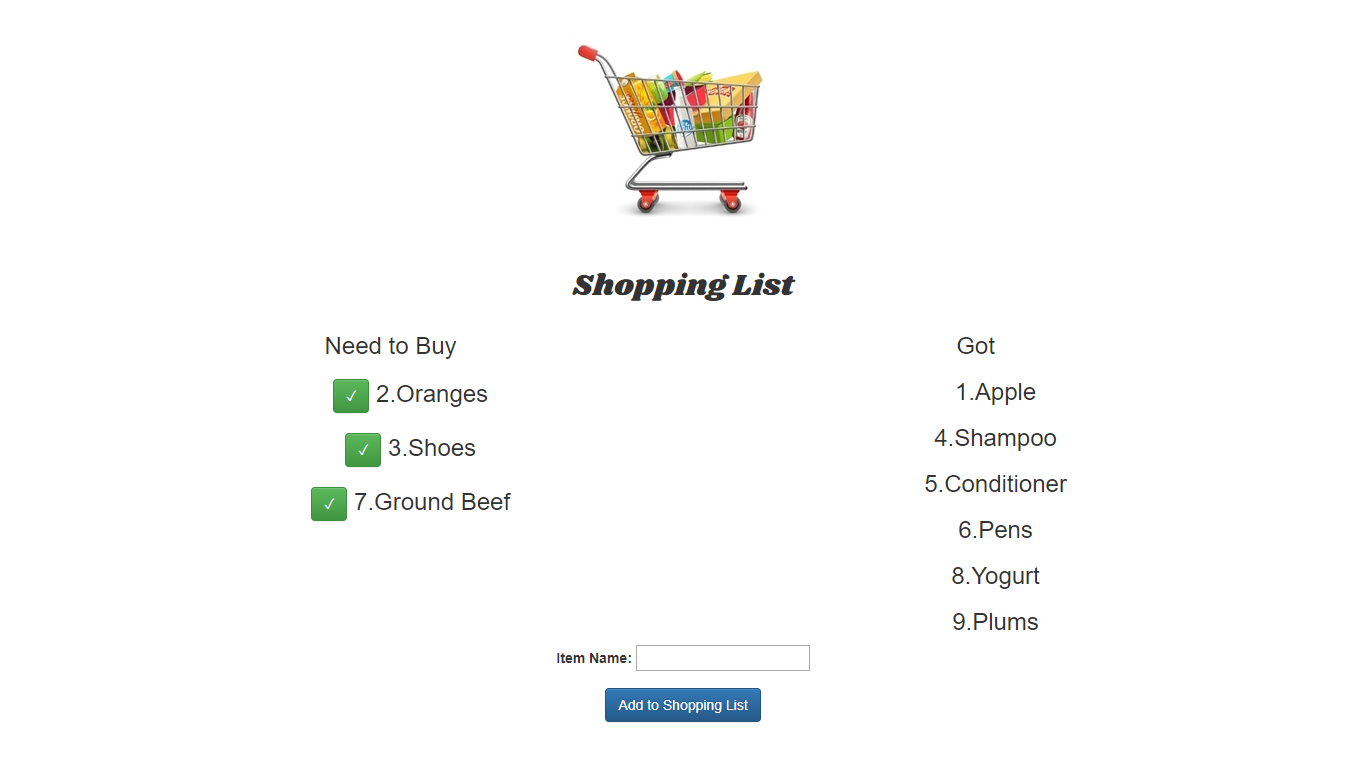 Shopping List
Need to Buy
✓ 2.Oranges
✓ 3.Shoes
✓ 7.Ground Beef
Got
1.Apple
4.Shampoo
5.Conditioner
6.Pens
8.Yogurt
9.Plums
Item Name:
Add to Shopping List